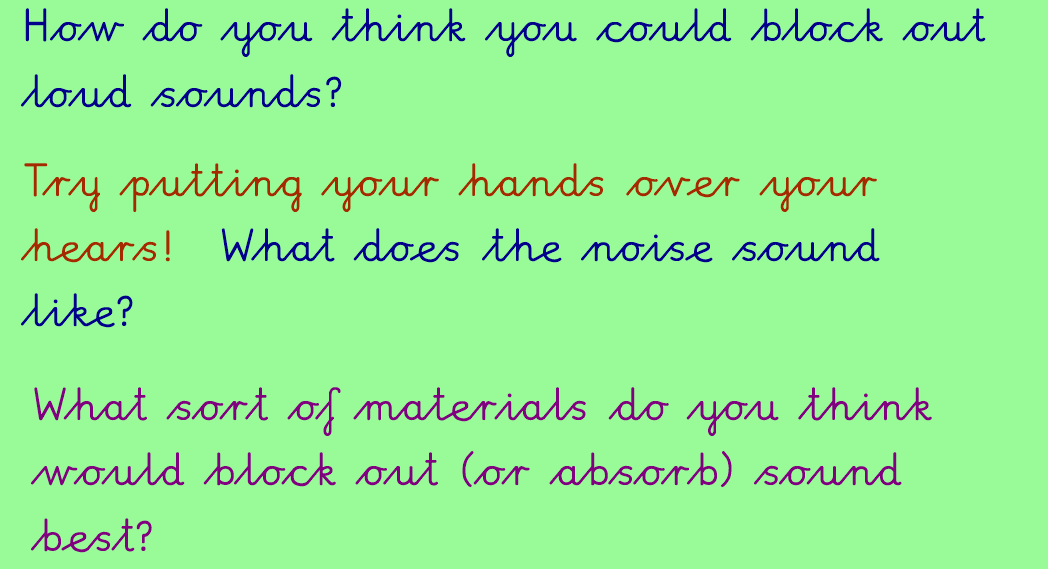 How do you think you could block out
loud sounds?
Try putting your hands over your
hears! What does the noise sound
like?
What sort of materials do you think
would block out (or absorb) sound
best?